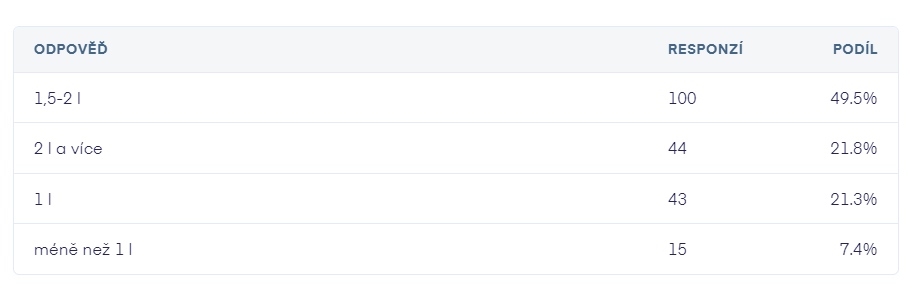 ODPOVĚĎ RESPONZÍ PODÍL
1,5-2 l 100 49.5%
2 l a více 44 21.8%
1 l 43 21.3%
méně než 1 l 15 7.4%